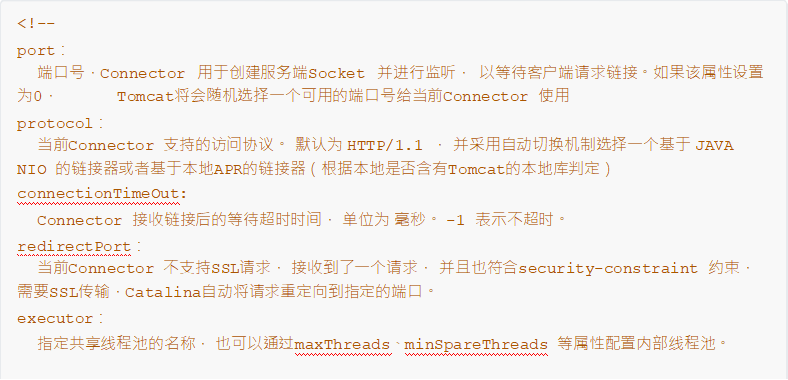 <!--
port：
端口号，Connector 用于创建服务端Socket 并进行监听， 以等待客户端请求链接。如果该属性设置
为0， Tomcat将会随机选择一个可用的端口号给当前Connector 使用
protocol：
当前Connector 支持的访问协议。 默认为 HTTP/1.1 ， 并采用自动切换机制选择一个基于 JAVA
NIO 的链接器或者基于本地APR的链接器（根据本地是否含有Tomcat的本地库判定）
connectionTimeOut:
Connector 接收链接后的等待超时时间， 单位为 毫秒。 -1 表示不超时。
redirectPort：
当前Connector 不支持SSL请求， 接收到了一个请求， 并且也符合security-constraint 约束，
需要SSL传输，Catalina自动将请求重定向到指定的端口。
executor：
指定共享线程池的名称， 也可以通过maxThreads、minSpareThreads 等属性配置内部线程池。